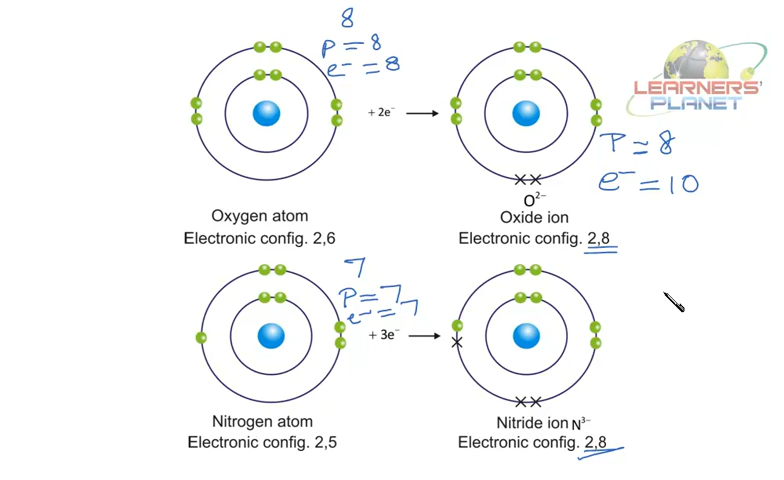 8
p = 8
e⁻ = 8
LEARNERS'
PLANET
+ 2e⁻
P = 8
e⁻ = 10
O²⁻
Oxygen atom
Electronic config. 2,6
Oxide ion
Electronic config. 2,8
7
P = 7
e⁻ = 7
+ 3e⁻
Nitrogen atom
Electronic config. 2,5
Nitride ion N³⁻
Electronic config. 2,8